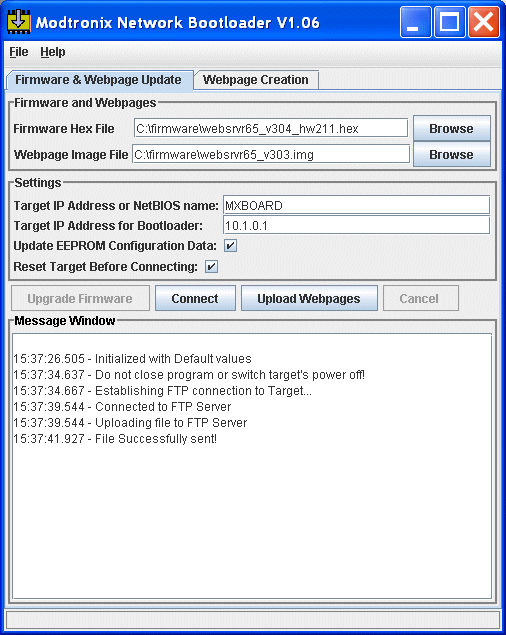 Modtronix Network Bootloader V1.06
File Help
Firmware & Webpage Update Webpage Creation
Firmware and Webpages
Firmware Hex File C:\firmware\websrvr65_v304_hw211.hex Browse
Webpage Image File C:\firmware\websrvr65_v303.img Browse
Settings
Target IP Address or NetBIOS name: MXBOARD
Target IP Address for Bootloader: 10.1.0.1
Update EEPROM Configuration Data:
Reset Target Before Connecting:
Upgrade Firmware Connect Upload Webpages Cancel
Message Window
15:37:26.505 - Initialized with Default values
15:37:34.637 - Do not close program or switch target's power off!
15:37:34.667 - Establishing FTP connection to Target...
15:37:39.544 - Connected to FTP Server
15:37:39.544 - Uploading file to FTP Server
15:37:41.927 - File Successfully sent!